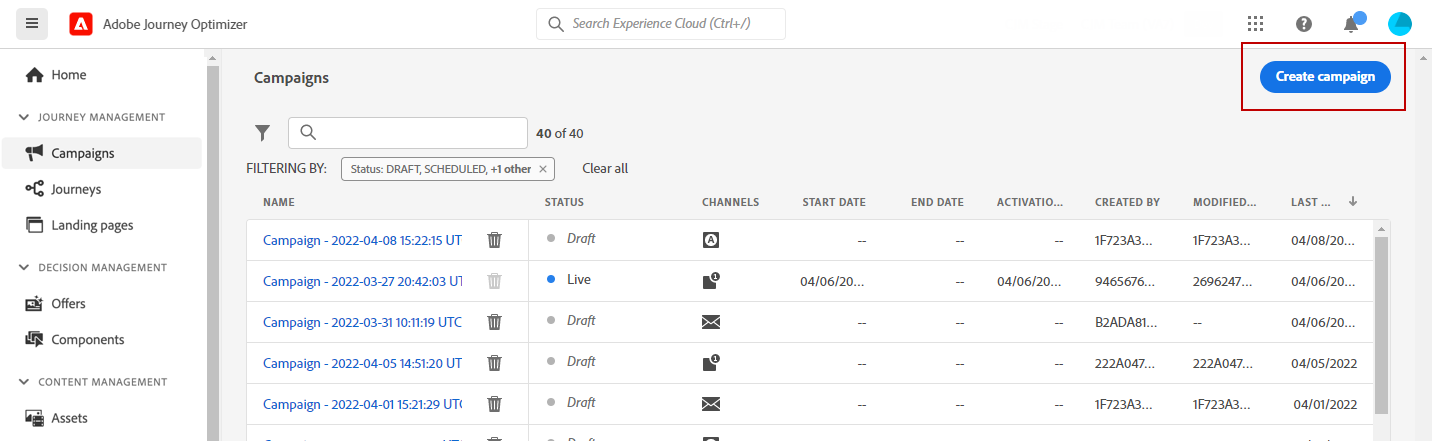 Adobe Journey Optimizer
Search Experience Cloud (Ctrl+/)
Home
JOURNEY MANAGEMENT
Campaigns
Journeys
Landing pages
DECISION MANAGEMENT
Offers
Components
CONTENT MANAGEMENT
Assets
Campaigns
Create campaign
40 of 40
FILTERING BY: Status: DRAFT, SCHEDULED, +1 other × Clear all
NAME STATUS CHANNELS START DATE END DATE ACTIVATIO... CREATED BY MODIFIED... LAST ...
Campaign - 2022-04-08 15:22:15 UT Draft -- -- -- 1F723A3... 1F723A3... 04/08/20...
Campaign - 2022-03-27 20:42:03 UT Live 1 04/06/20... -- 04/06/20... 9465676... 2696247... 04/06/20...
Campaign - 2022-03-31 10:11:19 UTC Draft -- -- -- B2ADA81... -- 04/06/20...
Campaign - 2022-04-05 14:51:20 UT Draft 1 -- -- -- 222A047... 222A047... 04/05/2022
Campaign - 2022-04-01 15:21:29 UTC Draft -- -- -- 1F723A3... 1F723A3... 04/01/2022